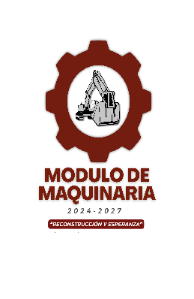 MODULO DE
MAQUINARIA
2024-2027
"RECONSTRUCCIÓN Y ESPERANZA"